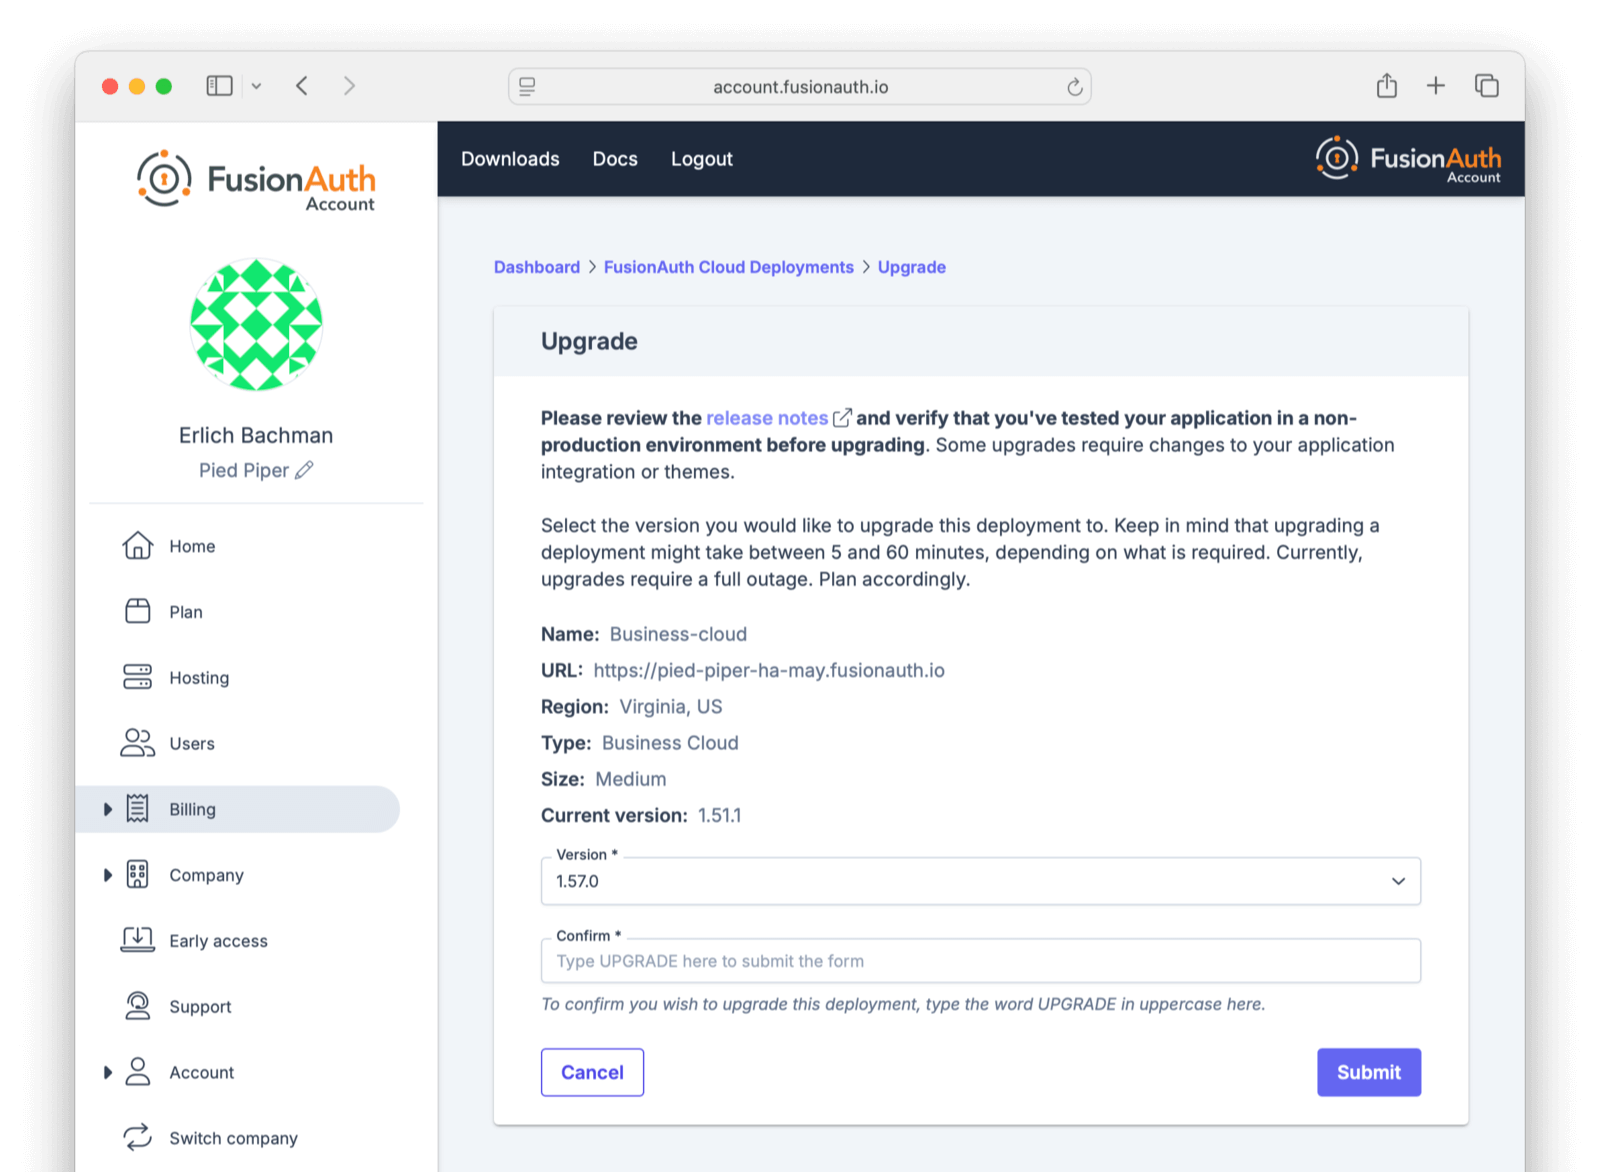 account.fusionauth.io
FusionAuth
Account
Erlich Bachman
Pied Piper
Home
Plan
Hosting
Users
Billing
Company
Early access
Support
Account
Switch company
Downloads Docs Logout
FusionAuth
Account
Dashboard > FusionAuth Cloud Deployments > Upgrade
Upgrade
Please review the release notes and verify that you've tested your application in a non-
production environment before upgrading. Some upgrades require changes to your application
integration or themes.
Select the version you would like to upgrade this deployment to. Keep in mind that upgrading a
deployment might take between 5 and 60 minutes, depending on what is required. Currently,
upgrades require a full outage. Plan accordingly.
Name: Business-cloud
URL: https://pied-piper-ha-may.fusionauth.io
Region: Virginia, US
Type: Business Cloud
Size: Medium
Current version: 1.51.1
Version *
1.57.0
Confirm *
Type UPGRADE here to submit the form
To confirm you wish to upgrade this deployment, type the word UPGRADE in uppercase here.
Cancel Submit